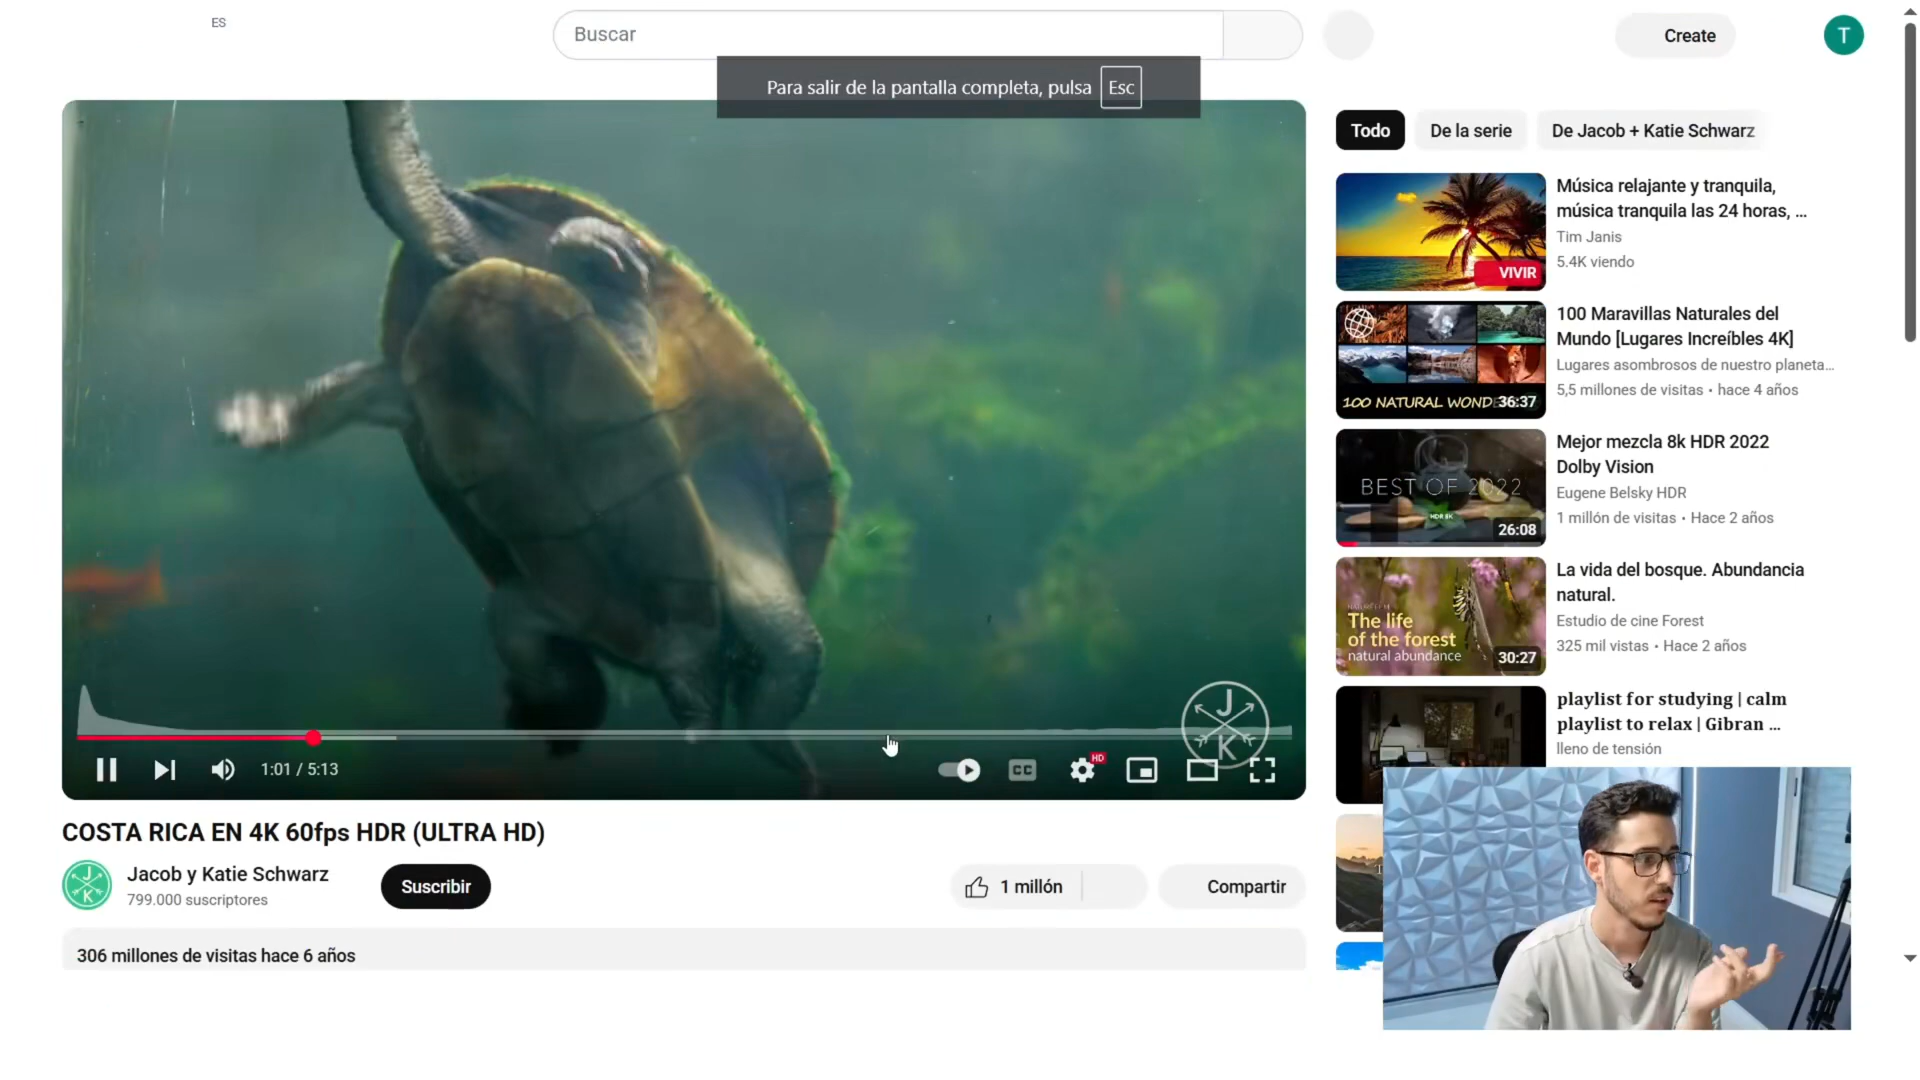 ES
Buscar
Create
T
Para salir de la pantalla completa, pulsa Esc
Todo
De la serie
De Jacob + Katie Schwarz
J
K
1:01 / 5:13
CC
HD
COSTA RICA EN 4K 60fps HDR (ULTRA HD)
Jacob y Katie Schwarz
799.000 suscriptores
Suscribir
1 millón
Compartir
306 millones de visitas hace 6 años
VIVIR
Música relajante y tranquila,
música tranquila las 24 horas, ...
Tim Janis
5.4K viendo
100 NATURAL WOND
36:37
100 Maravillas Naturales del
Mundo [Lugares Increíbles 4K]
Lugares asombrosos de nuestro planeta...
5,5 millones de visitas • hace 4 años
BEST OF 2022
HDR 8K
26:08
Mejor mezcla 8k HDR 2022
Dolby Vision
Eugene Belsky HDR
1 millón de visitas • Hace 2 años
The life
of the forest
natural abundance
30:27
La vida del bosque. Abundancia
natural.
Estudio de cine Forest
325 mil vistas • Hace 2 años
playlist for studying | calm
playlist to relax | Gibran ...
lleno de tensión